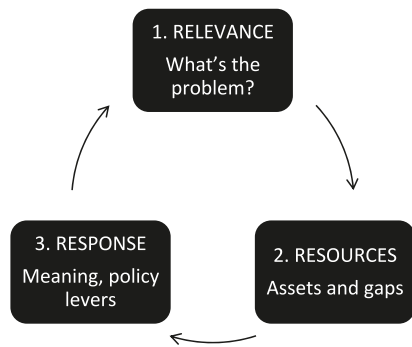 1. RELEVANCE
What's the
problem?
2. RESOURCES
Assets and gaps
3. RESPONSE
Meaning, policy
levers